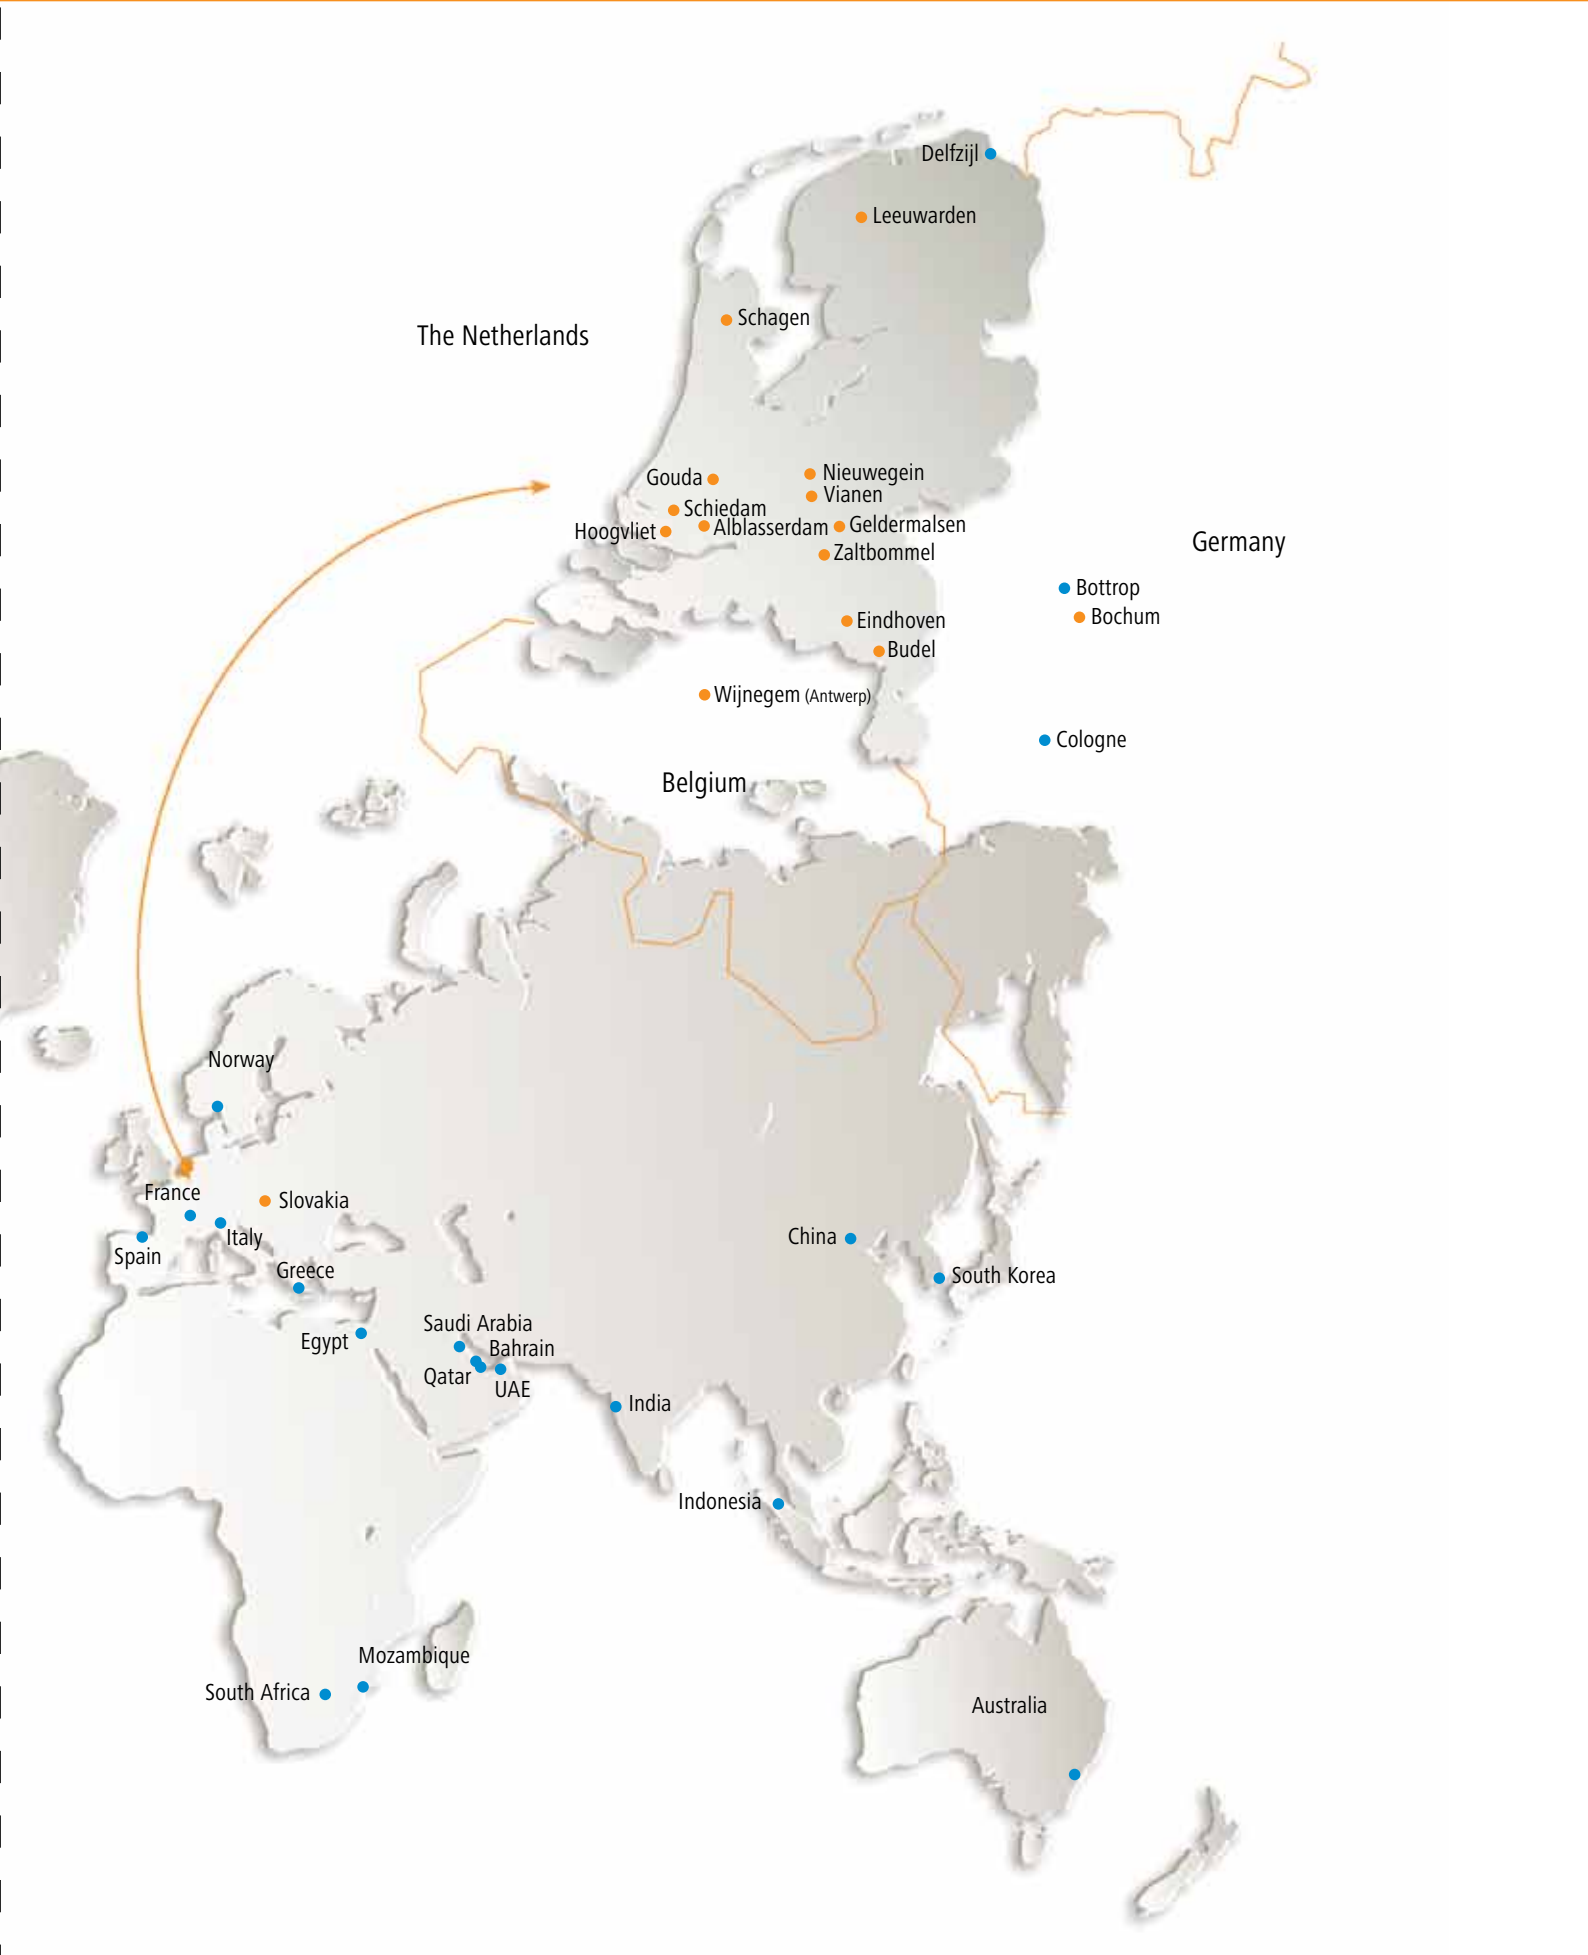 Delfzijl
Leeuwarden
Schagen
The Netherlands
Nieuwegein
Gouda
Vianen
Schiedam
Geldermalsen
Alblasserdam
Hoogvliet
Germany
Zaltbommel
Bottrop
Bochum
Eindhoven
Budel
Wijnegem (Antwerp)
Cologne
Belgium
Norway
France
Slovakia
Italy
China
Spain
Greece
South Korea
Saudi Arabia
Egypt
Bahrain
Qatar
UAE
India
Indonesia
Mozambique
South Africa
Australia